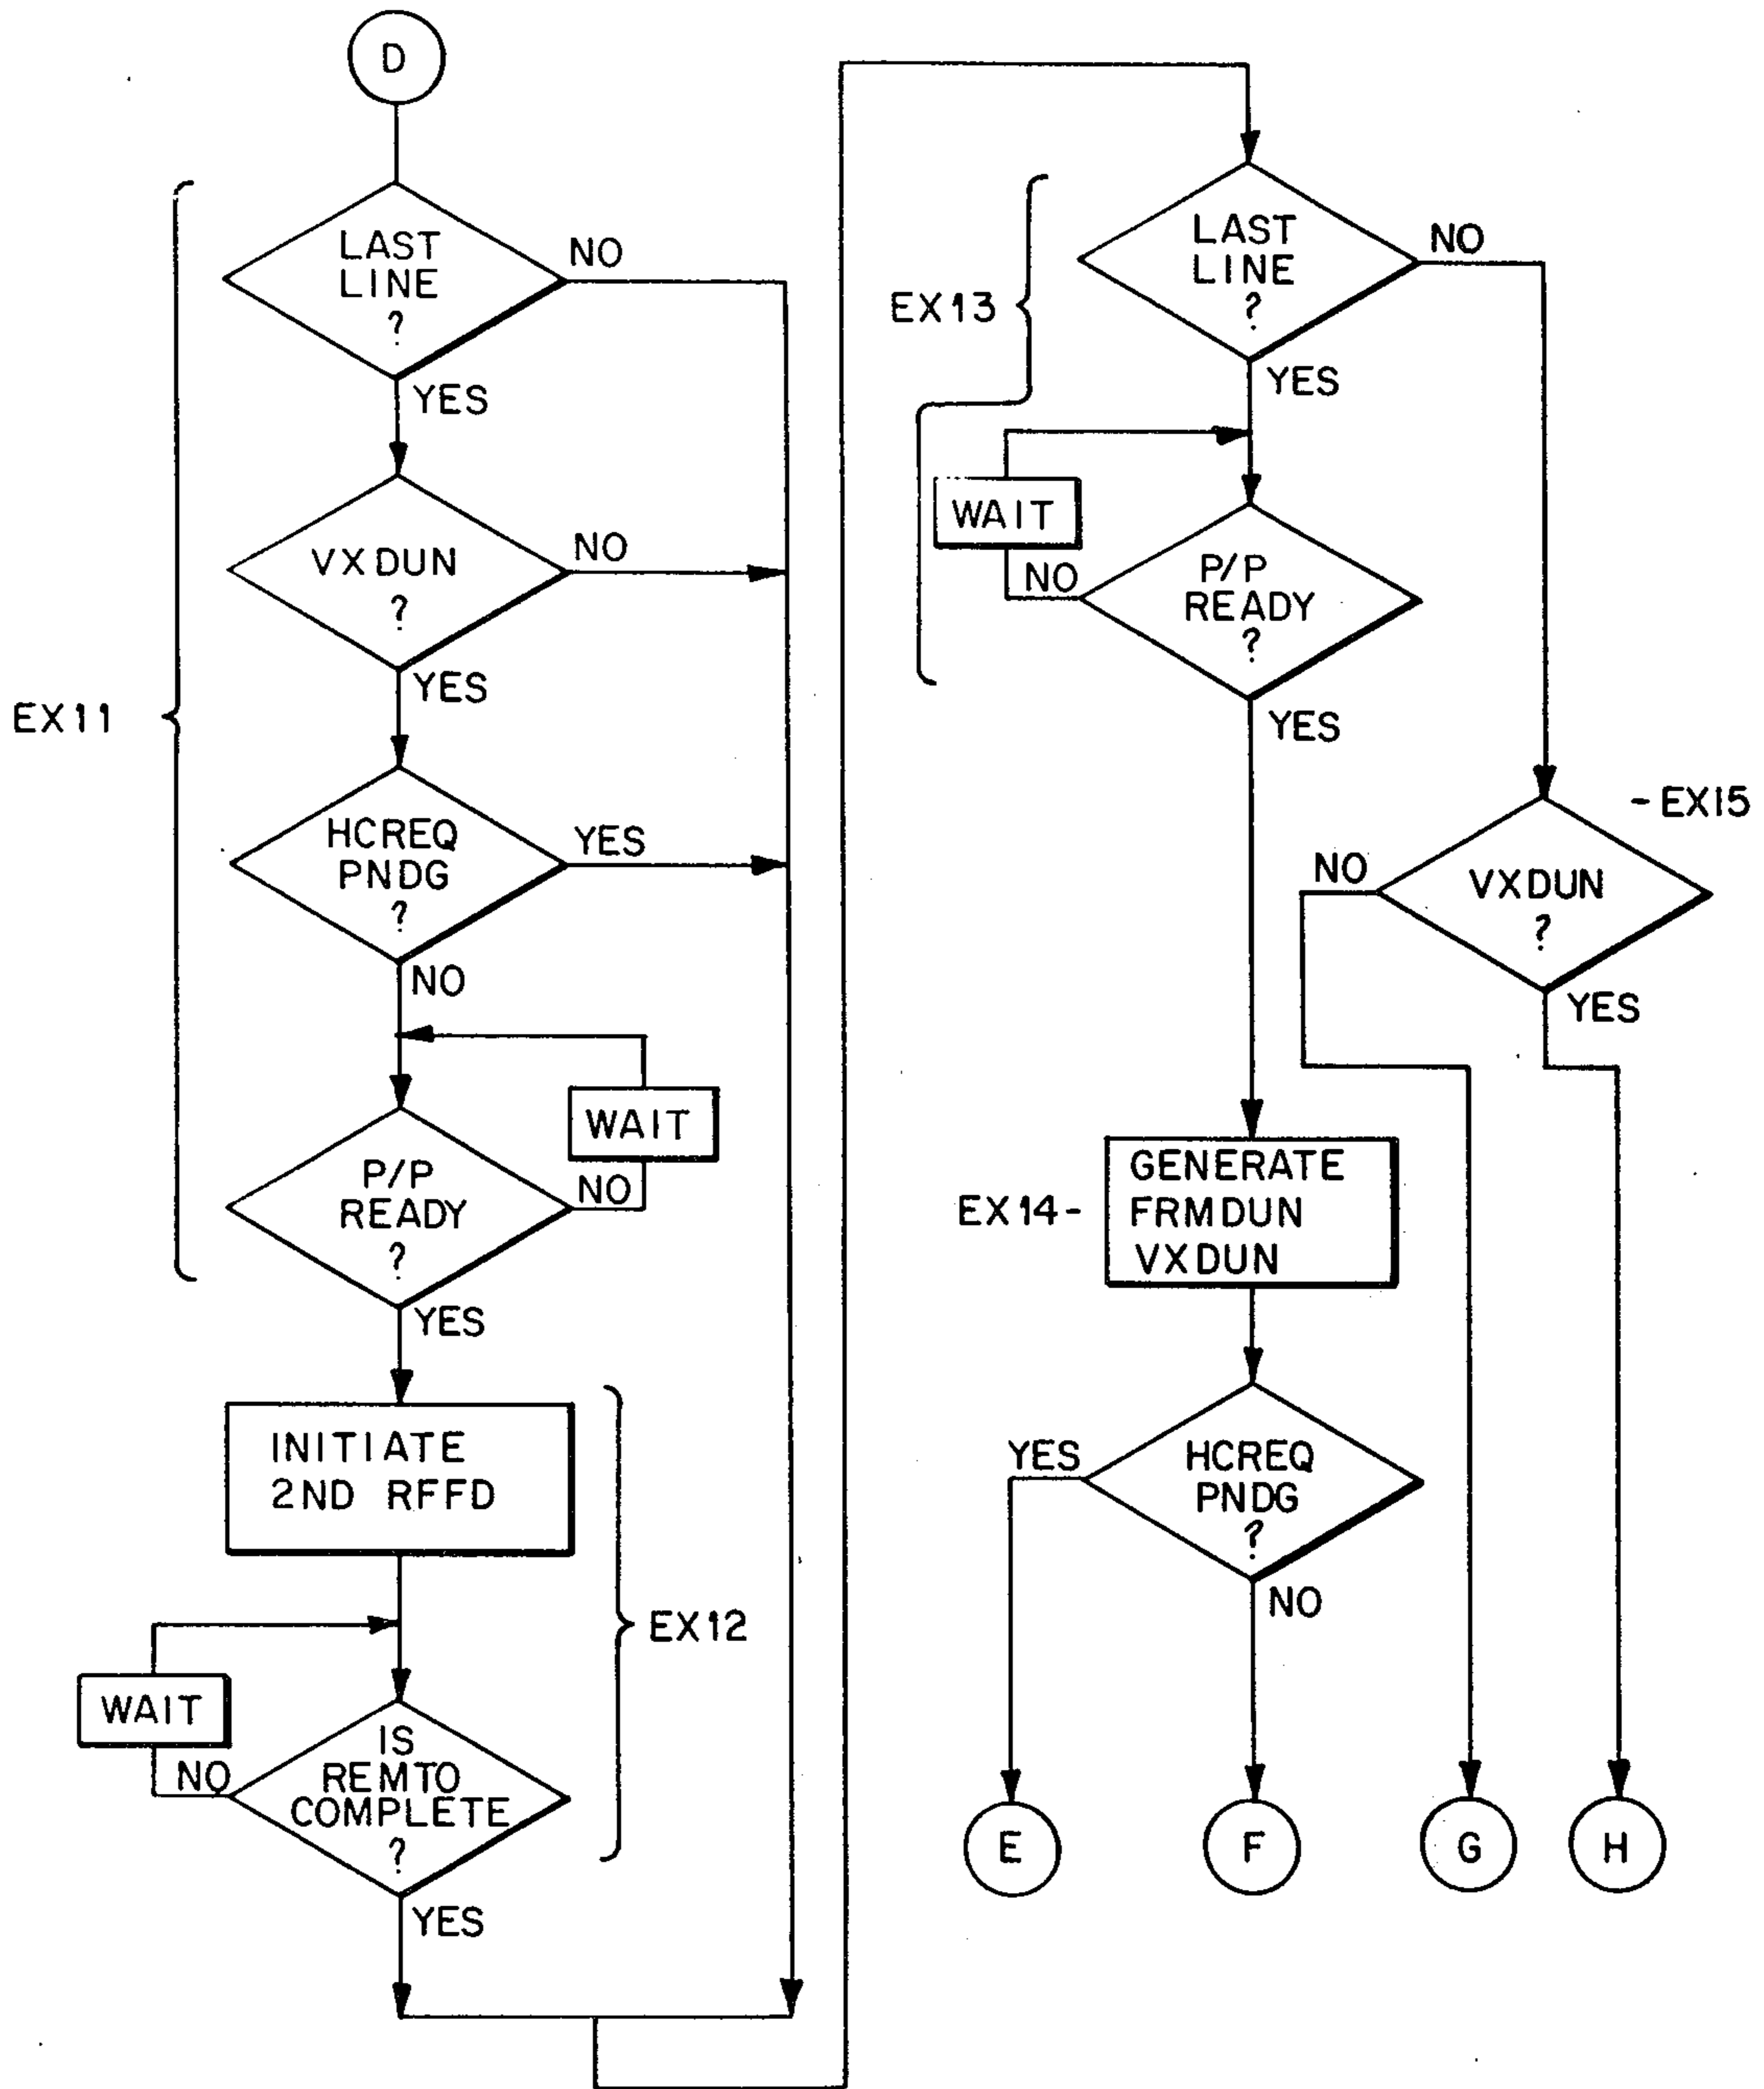 D
LAST
LINE
?
NO
YES
VXDUN
?
NO
YES
EX11
HCREQ
PNDG
?
YES
NO
WAIT
P/P
READY
?
NO
YES
INITIATE
2ND RFFD
EX12
WAIT
IS
REMTO
COMPLETE
?
NO
YES
LAST
LINE
?
NO
EX13
YES
WAIT
P/P
READY
?
NO
YES
-EX15
VXDUN
?
NO
YES
EX14-
GENERATE
FRMDUN
VXDUN
HCREQ
PNDG
?
YES
NO
E
F
G
H